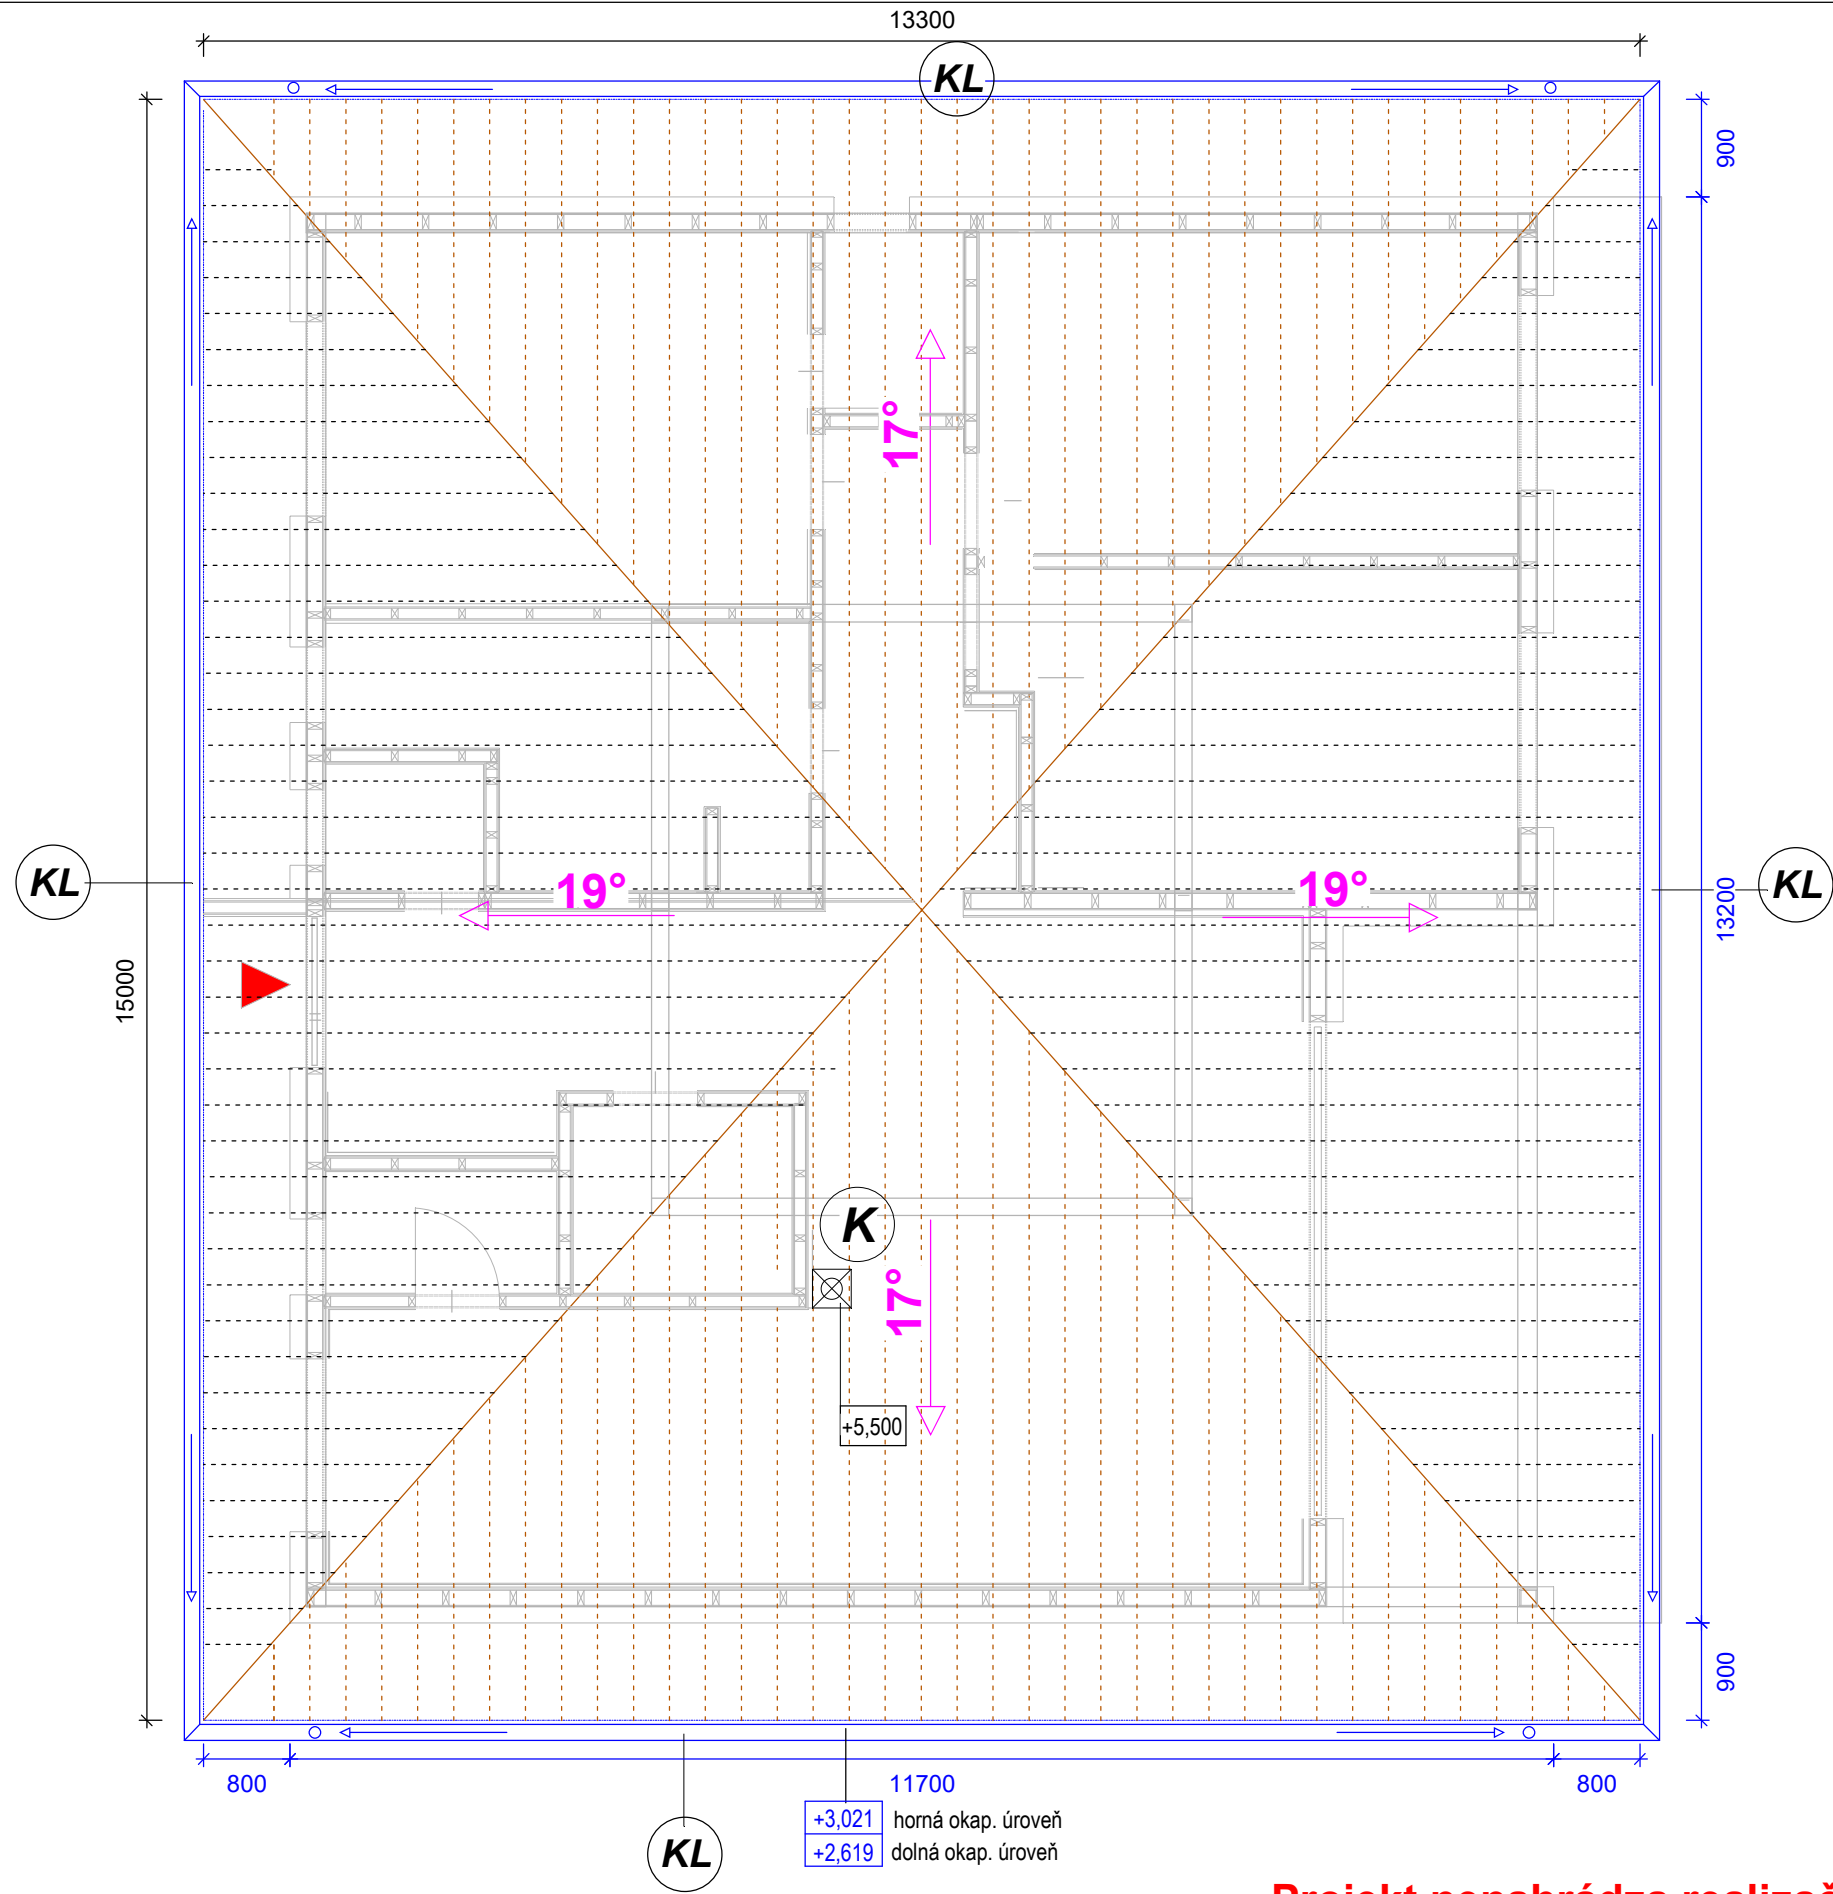 13300
KL
900
17°
KL
19°
19°
KL
13200
15000
K
17°
+5,500
900
800
11700
800
+3,021 horná okap. úroveň
+2,619 dolná okap. úroveň
KL